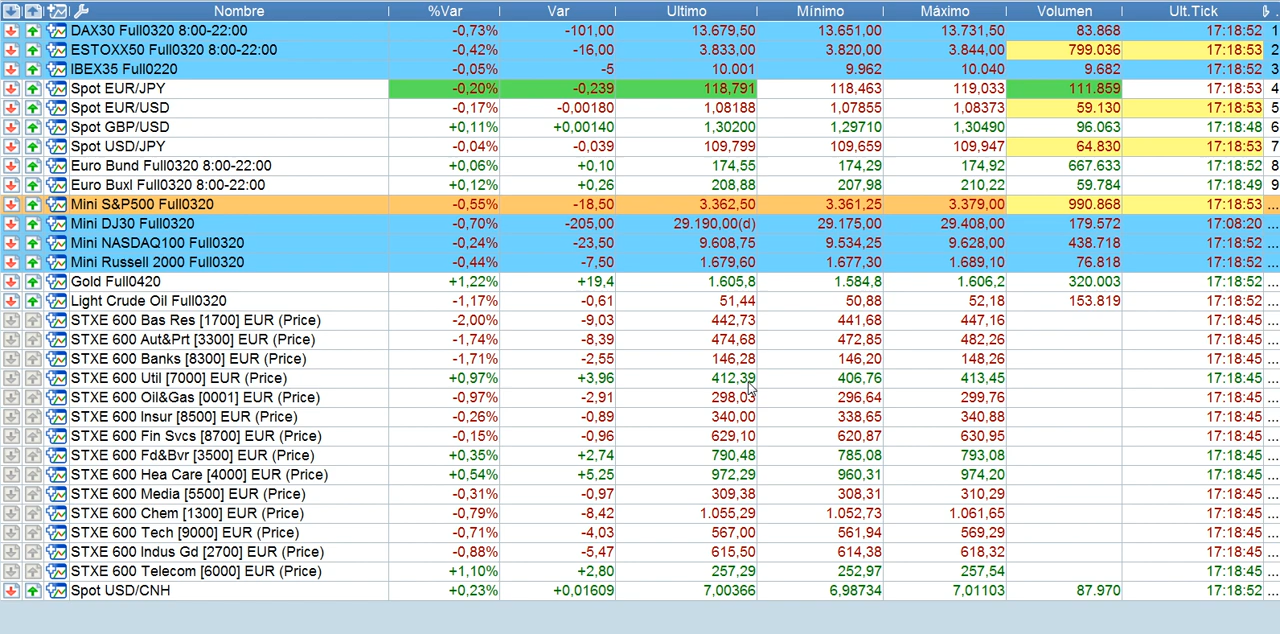 Nombre %Var Var Ultimo Mínimo Máximo Volumen Ult.Tick
DAX30 Full0320 8:00-22:00 -0,73% -101,00 13.679,50 13.651,00 13.731,50 83.868 17:18:52 1
ESTOXX50 Full0320 8:00-22:00 -0,42% -16,00 3.833,00 3.820,00 3.844,00 799.036 17:18:53 2
IBEX35 Full0220 -0,05% -5 10.001 9.962 10.040 9.682 17:18:52 3
Spot EUR/JPY -0,20% -0,239 118,791 118,463 119,033 111.859 17:18:53 4
Spot EUR/USD -0,17% -0,00180 1,08188 1,07855 1,08373 59.130 17:18:53 5
Spot GBP/USD +0,11% +0,00140 1,30200 1,29710 1,30490 96.063 17:18:48 6
Spot USD/JPY -0,04% -0,039 109,799 109,659 109,947 64.830 17:18:53 7
Euro Bund Full0320 8:00-22:00 +0,06% +0,10 174,55 174,29 174,92 667.633 17:18:52 8
Euro Buxl Full0320 8:00-22:00 +0,12% +0,26 208,88 207,98 210,22 59.784 17:18:49 9
Mini S&P500 Full0320 -0,55% -18,50 3.362,50 3.361,25 3.379,00 990.868 17:18:53 ...
Mini DJ30 Full0320 -0,70% -205,00 29.190,00(d) 29.175,00 29.408,00 179.572 17:08:20 ...
Mini NASDAQ100 Full0320 -0,24% -23,50 9.608,75 9.534,25 9.628,00 438.718 17:18:52 ...
Mini Russell 2000 Full0320 -0,44% -7,50 1.679,60 1.677,30 1.689,10 76.818 17:18:52 ...
Gold Full0420 +1,22% +19,4 1.605,8 1.584,8 1.606,2 320.003 17:18:52 ...
Light Crude Oil Full0320 -1,17% -0,61 51,44 50,88 52,18 153.819 17:18:52 ...
STXE 600 Bas Res [1700] EUR (Price) -2,00% -9,03 442,73 441,68 447,16 17:18:45 ...
STXE 600 Aut&Prt [3300] EUR (Price) -1,74% -8,39 474,68 472,85 482,26 17:18:45 ...
STXE 600 Banks [8300] EUR (Price) -1,71% -2,55 146,28 146,20 148,26 17:18:45 ...
STXE 600 Util [7000] EUR (Price) +0,97% +3,96 412,39 406,76 413,45 17:18:45 ...
STXE 600 Oil&Gas [0001] EUR (Price) -0,97% -2,91 296,64 299,76 17:18:45 ...
STXE 600 Insur [8500] EUR (Price) -0,26% -0,89 340,00 338,65 340,88 17:18:45 ...
STXE 600 Fin Svcs [8700] EUR (Price) -0,15% -0,96 629,10 620,87 630,95 17:18:45 ...
STXE 600 Fd&Bvr [3500] EUR (Price) +0,35% +2,74 790,48 785,08 793,08 17:18:45 ...
STXE 600 Hea Care [4000] EUR (Price) +0,54% +5,25 972,29 960,31 974,20 17:18:45 ...
STXE 600 Media [5500] EUR (Price) -0,31% -0,97 309,38 308,31 310,29 17:18:45 ...
STXE 600 Chem [1300] EUR (Price) -0,79% -8,42 1.055,29 1.052,73 1.061,65 17:18:45 ...
STXE 600 Tech [9000] EUR (Price) -0,71% -4,03 567,00 561,94 569,29 17:18:45 ...
STXE 600 Indus Gd [2700] EUR (Price) -0,88% -5,47 615,50 614,38 618,32 17:18:45 ...
STXE 600 Telecom [6000] EUR (Price) +1,10% +2,80 257,29 252,97 257,54 17:18:45 ...
Spot USD/CNH +0,23% +0,01609 7,00366 6,98734 7,01103 87.970 17:18:52 ...